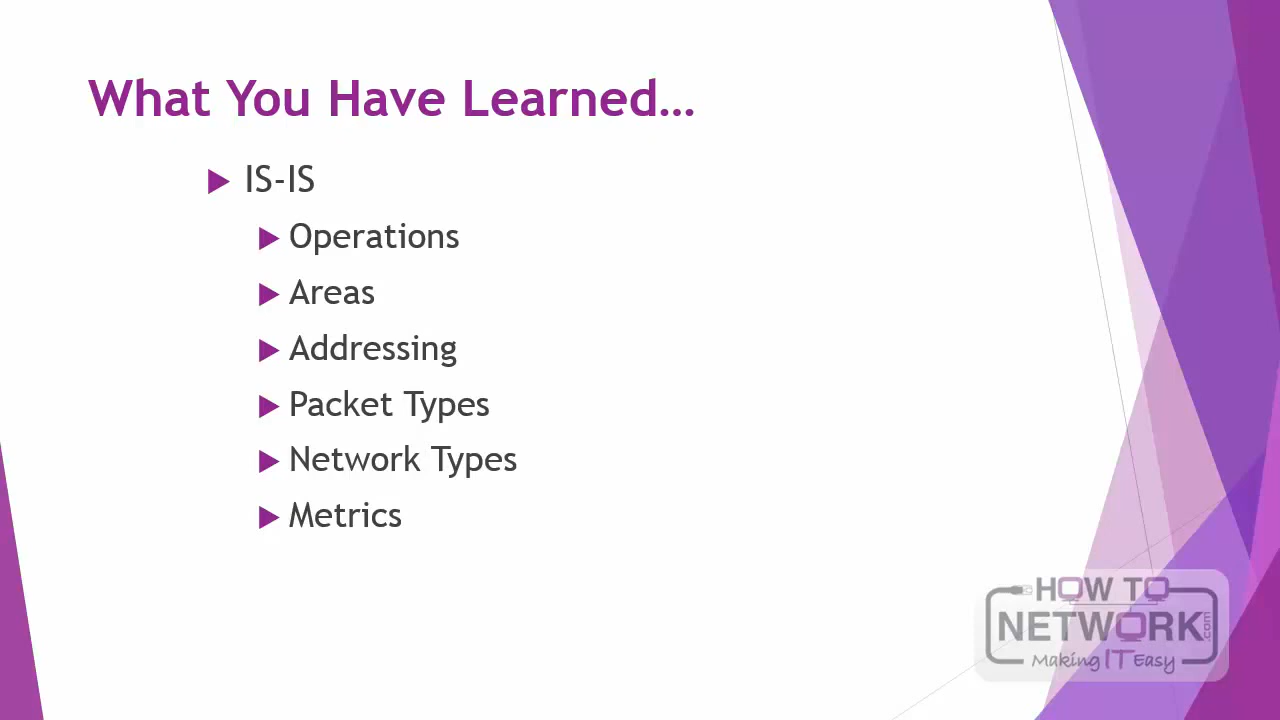 What You Have Learned…
IS-IS
Operations
Areas
Addressing
Packet Types
Network Types
Metrics
HOW TO
NETWORK.com
Making IT Easy